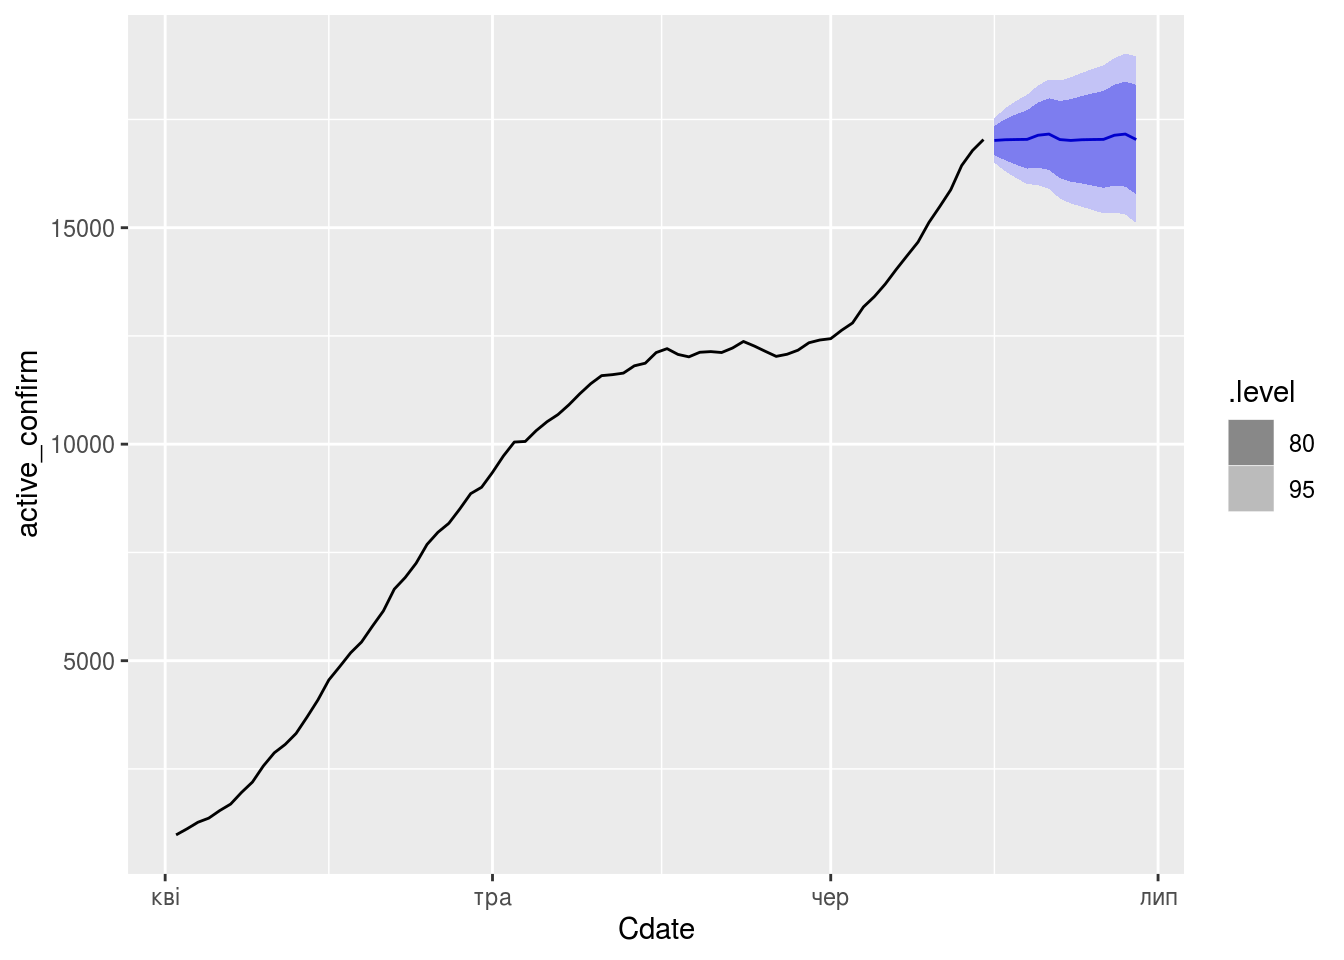 15000
10000
5000
active_confirm
кві
тра
чер
лип
Cdate
.level
80
95